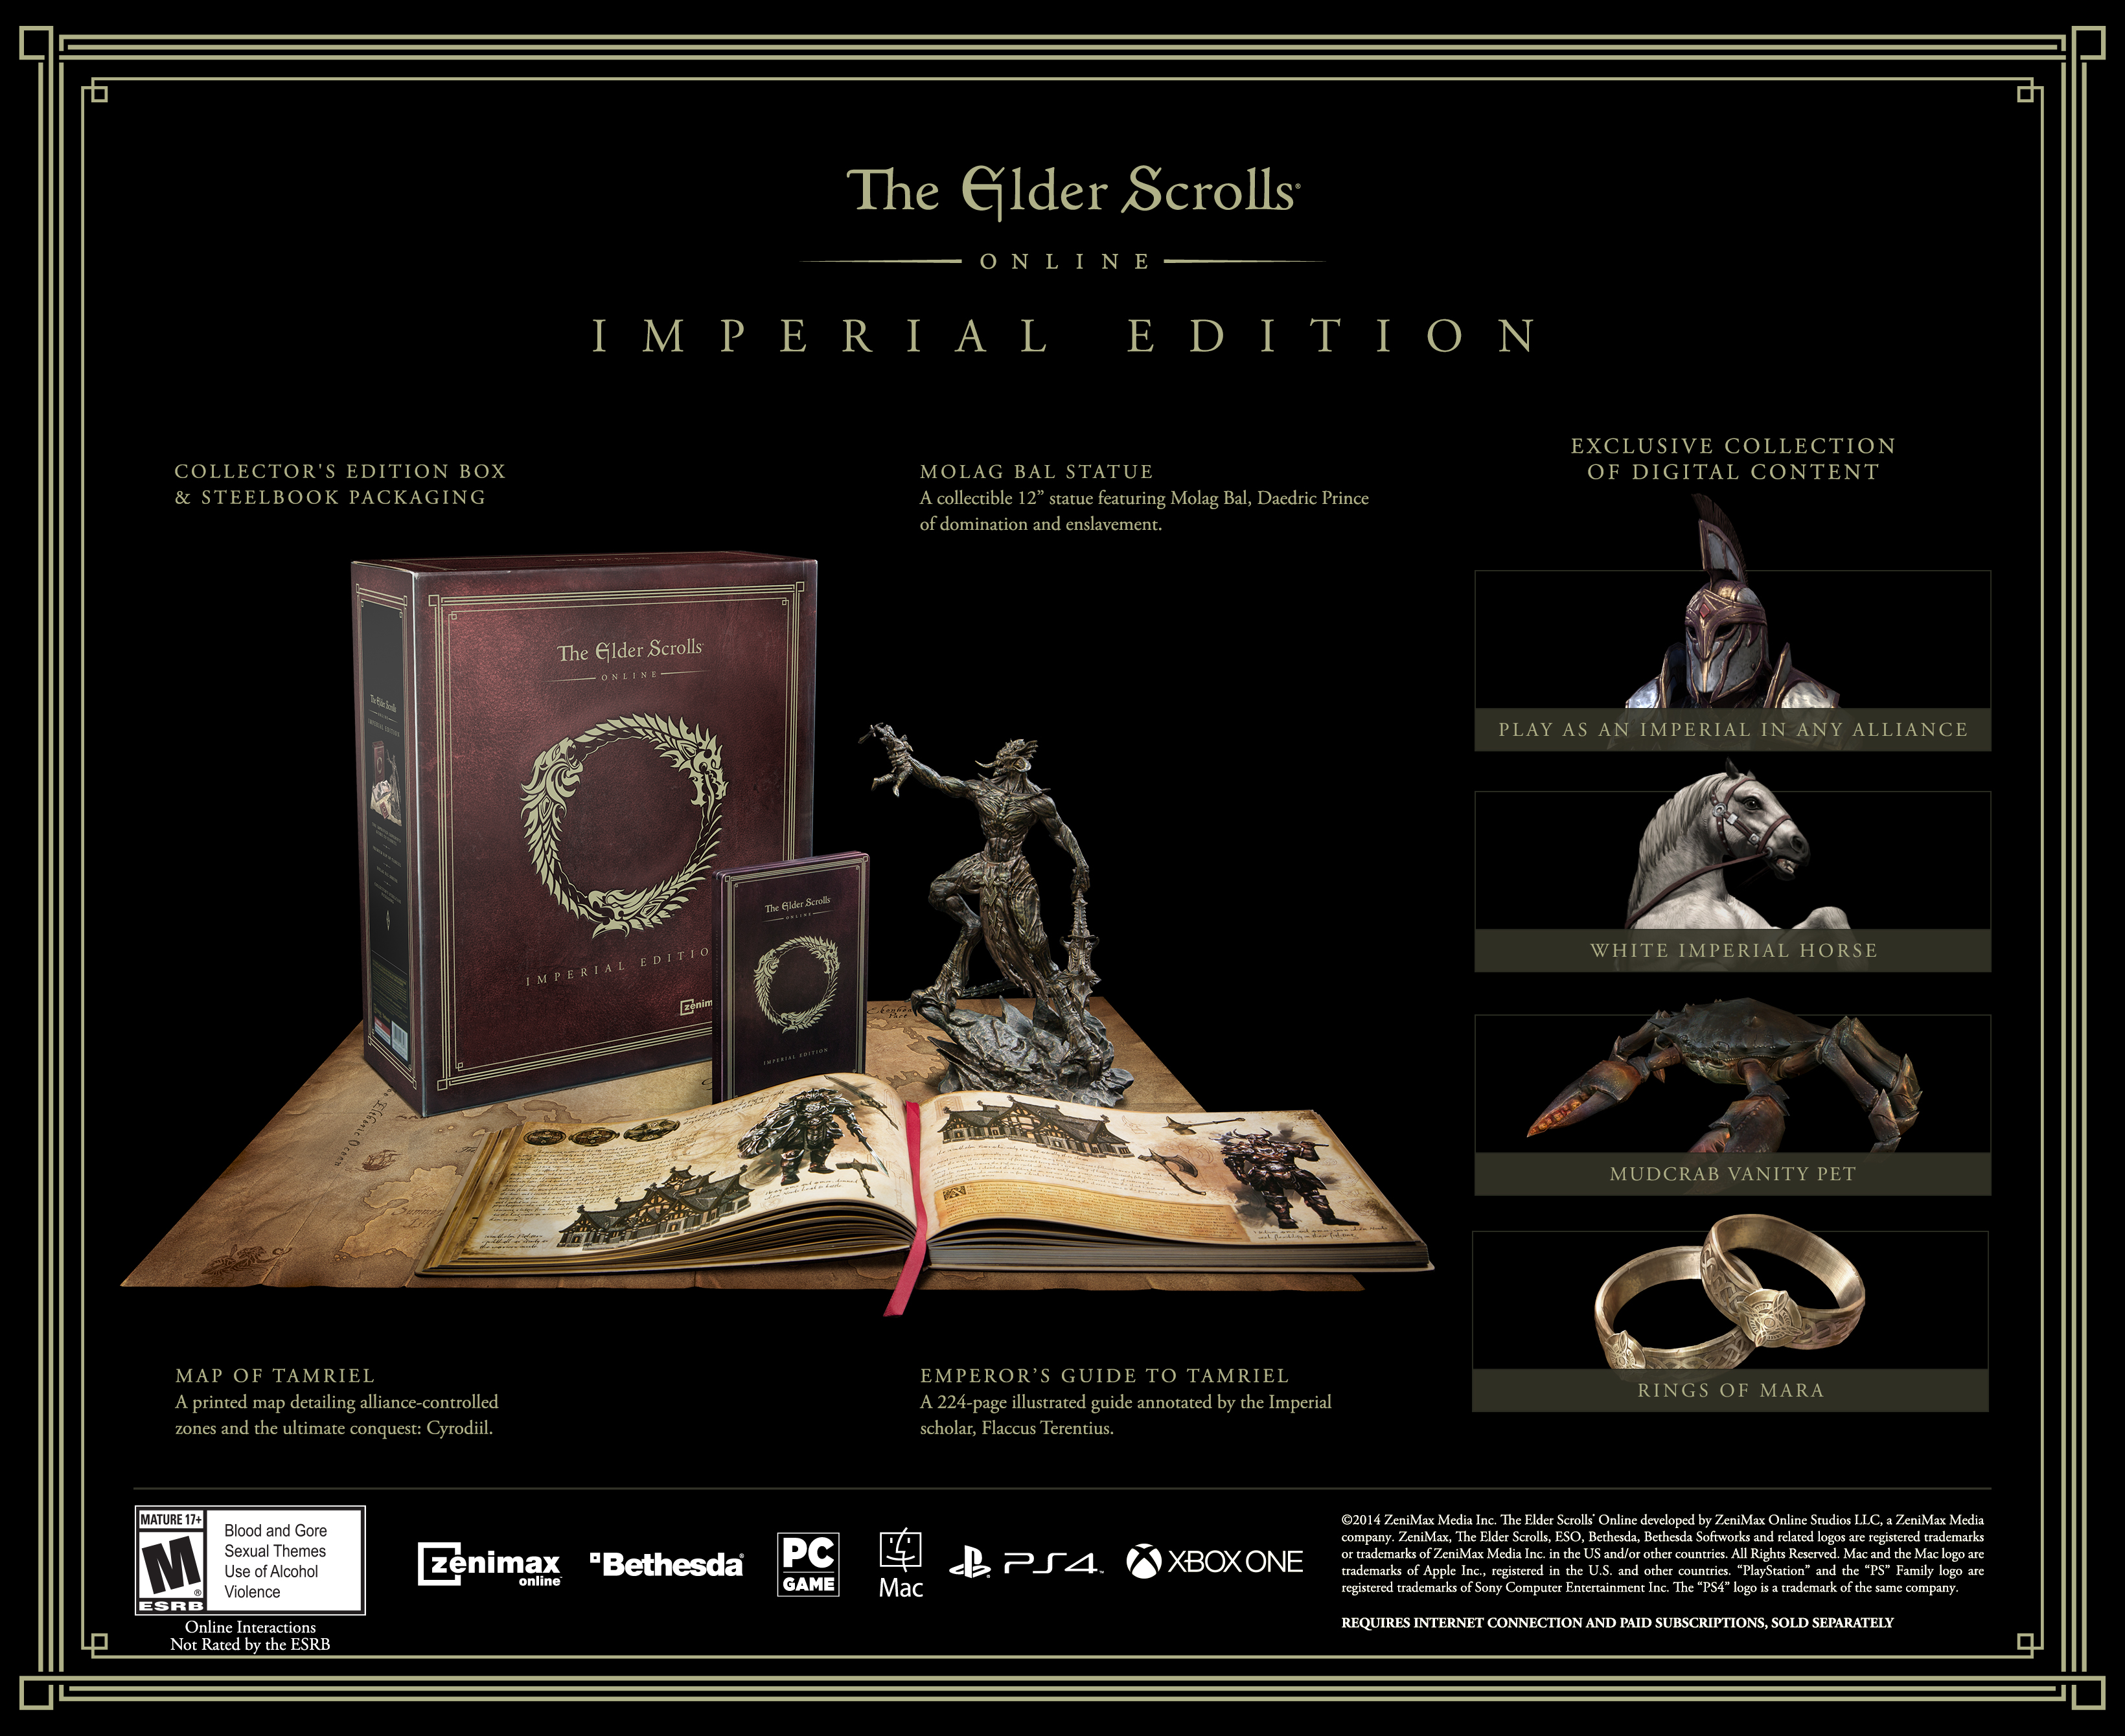 The Elder Scrolls®
ONLINE
IMPERIAL EDITION
COLLECTOR'S EDITION BOX
& STEELBOOK PACKAGING
MOLAG BAL STATUE
A collectible 12” statue featuring Molag Bal, Daedric Prince
of domination and enslavement.
EXCLUSIVE COLLECTION
OF DIGITAL CONTENT
The Elder Scrolls
ONLINE
IMPERIAL EDITIO
zenim
The Elder Scrolls
ONLINE
IMPERIAL EDITION
The Elder Scrolls
IMPERIAL EDITION
PLAY AS AN IMPERIAL IN ANY ALLIANCE
WHITE IMPERIAL HORSE
MUDCRAB VANITY PET
RINGS OF MARA
MAP OF TAMRIEL
A printed map detailing alliance-controlled
zones and the ultimate conquest: Cyrodiil.
EMPEROR’S GUIDE TO TAMRIEL
A 224-page illustrated guide annotated by the Imperial
scholar, Flaccus Terentius.
MATURE 17+
M®
ESRB
Blood and Gore
Sexual Themes
Use of Alcohol
Violence
Online Interactions
Not Rated by the ESRB
zenimax
online
Bethesda
PC
GAME
Mac
PS4
XBOX ONE
©2014 ZeniMax Media Inc. The Elder Scrolls® Online developed by ZeniMax Online Studios LLC, a ZeniMax Media
company. ZeniMax, The Elder Scrolls, ESO, Bethesda, Bethesda Softworks and related logos are registered trademarks
or trademarks of ZeniMax Media Inc. in the US and/or other countries. All Rights Reserved. Mac and the Mac logo are
trademarks of Apple Inc., registered in the U.S. and other countries. “PlayStation” and the “PS” Family logo are
registered trademarks of Sony Computer Entertainment Inc. The “PS4” logo is a trademark of the same company.
REQUIRES INTERNET CONNECTION AND PAID SUBSCRIPTIONS, SOLD SEPARATELY